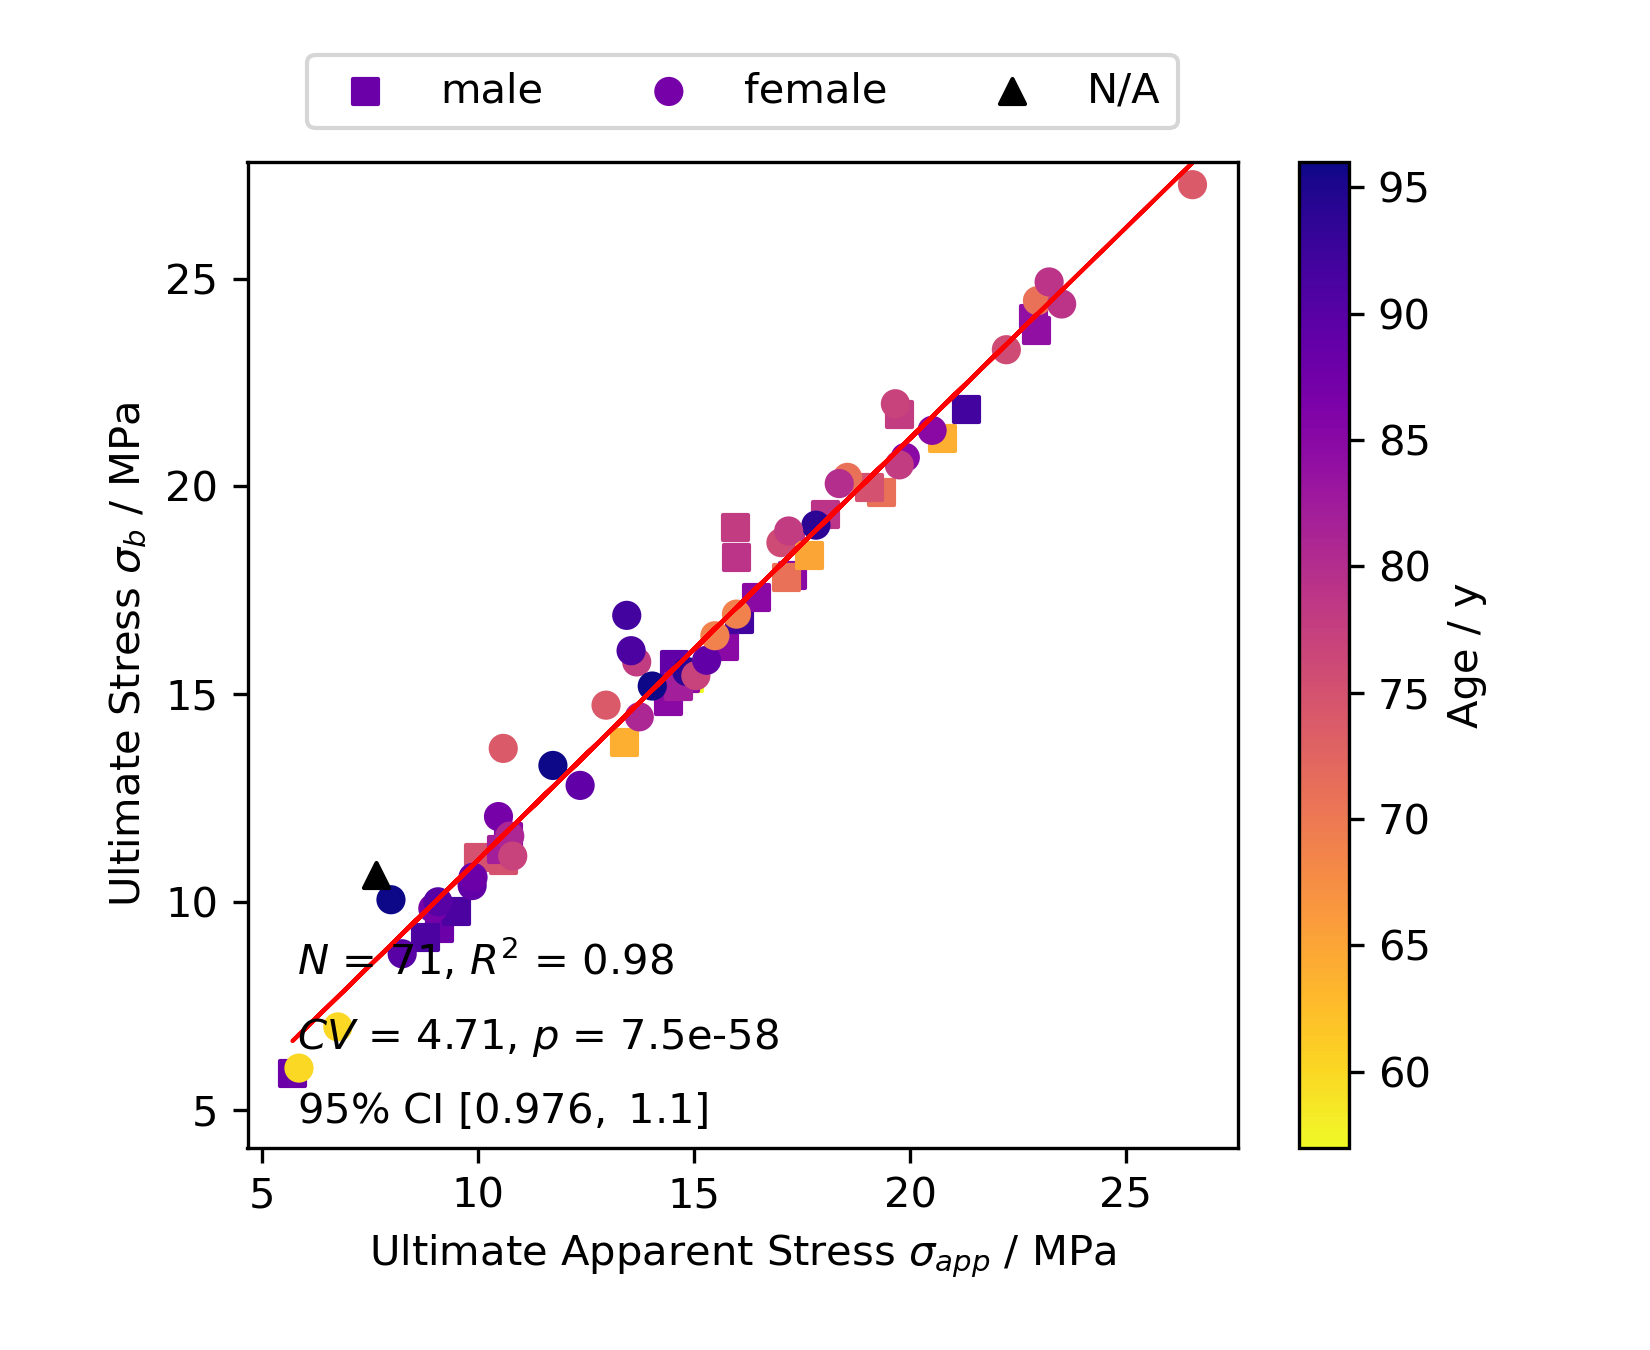 male female N/A
25
20
15
10
5
5 10 15 20 25
Ultimate Stress σb / MPa
Ultimate Apparent Stress σapp / MPa
N = 71, R² = 0.98
CV = 4.71, p = 7.5e-58
95% CI [0.976, 1.1]
95
90
85
80
75
70
65
60
Age / y